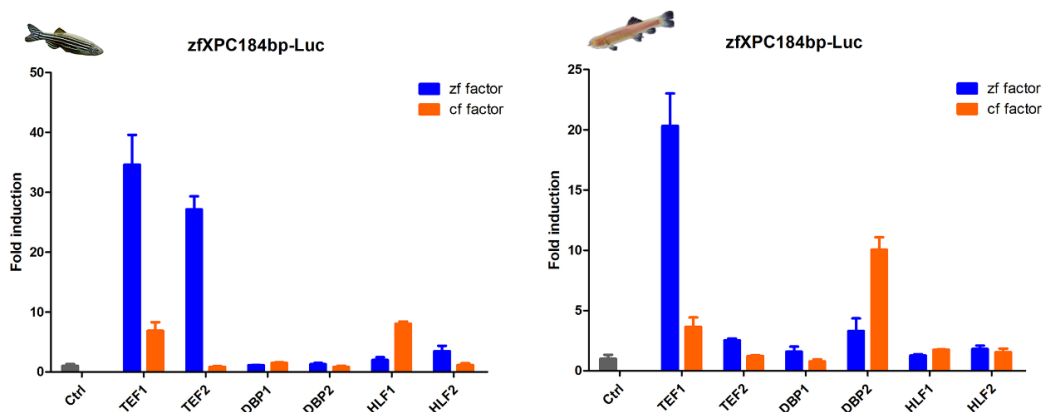 zfXPC184bp-Luc
zf factor
cf factor
Fold induction
50
40
30
20
10
0
Ctrl
TEF1
TEF2
DBP1
DBP2
HLF1
HLF2
zfXPC184bp-Luc
zf factor
cf factor
Fold induction
25
20
15
10
5
0
Ctrl
TEF1
TEF2
DBP1
DBP2
HLF1
HLF2